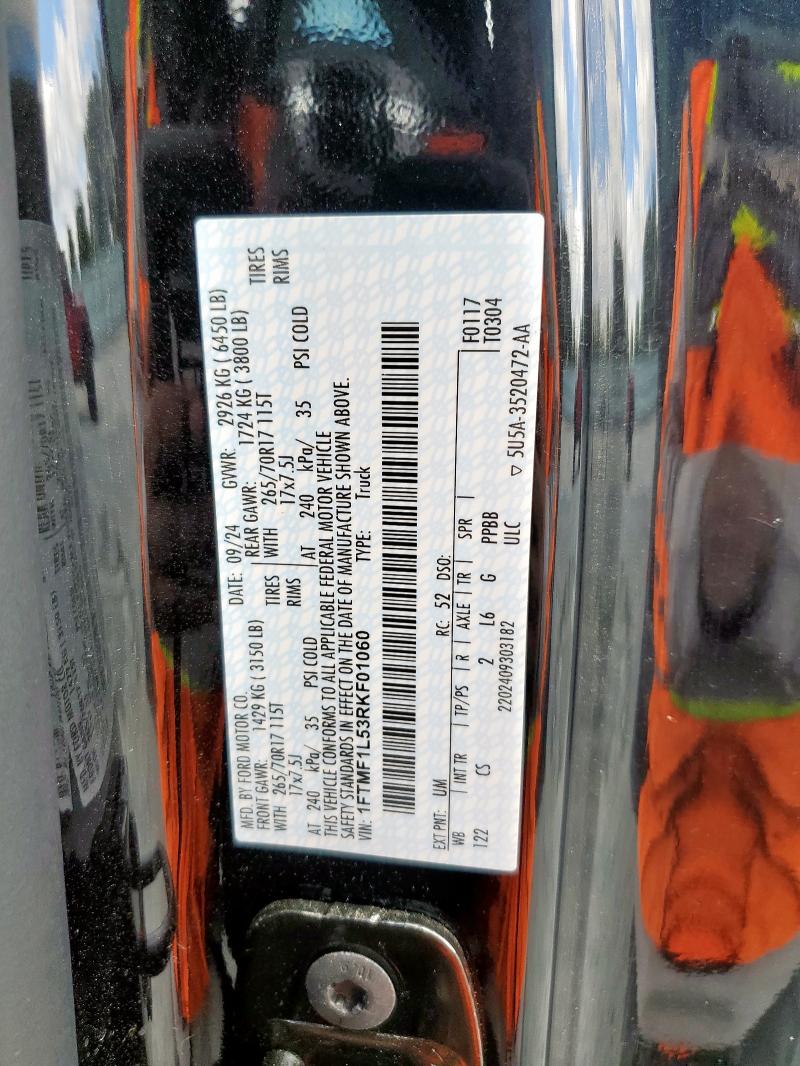 MFD. BY FORD MOTOR CO.
DATE: 09/24 GVWR: 2926 KG ( 6450 LB)
FRONT GAWR: 1429 KG ( 3150 LB) REAR GAWR: 1724 KG ( 3800 LB)
WITH 265/70R17 115T TIRES WITH 265/70R17 115T TIRES
17x7.5J RIMS 17x7.5J RIMS
AT 240 kPa/ 35 PSI COLD AT 240 kPa/ 35 PSI COLD
THIS VEHICLE CONFORMS TO ALL APPLICABLE FEDERAL MOTOR VEHICLE
SAFETY STANDARDS IN EFFECT ON THE DATE OF MANUFACTURE SHOWN ABOVE.
VIN: 1FTMF1L53RKF01060 TYPE: Truck
EXT PNT: UM RC: 52 DSO: F0117
WB INT TR TP/PS R AXLE TR SPR T0304
122 CS 2 L6 G PPBB
ULC
2202409303182 ▽ 5U5A-3520472-AA